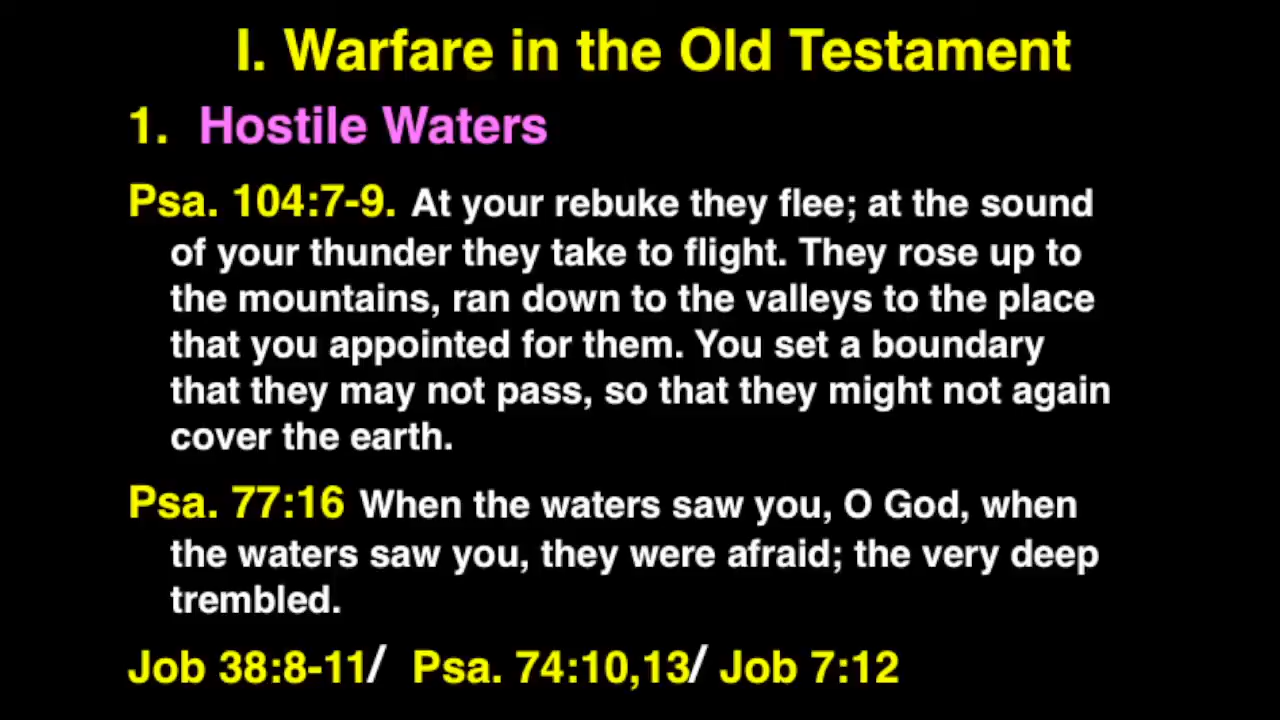 I. Warfare in the Old Testament
1. Hostile Waters
Psa. 104:7-9. At your rebuke they flee; at the sound
of your thunder they take to flight. They rose up to
the mountains, ran down to the valleys to the place
that you appointed for them. You set a boundary
that they may not pass, so that they might not again
cover the earth.
Psa. 77:16 When the waters saw you, O God, when
the waters saw you, they were afraid; the very deep
trembled.
Job 38:8-11/ Psa. 74:10,13/ Job 7:12